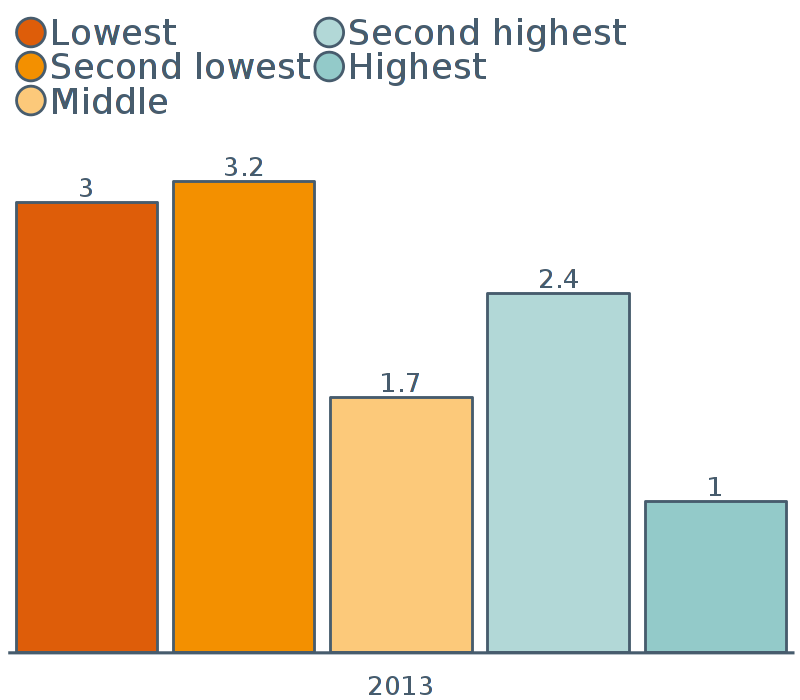 Lowest
Second lowest
Middle
Second highest
Highest
3
3.2
1.7
2.4
1
2013